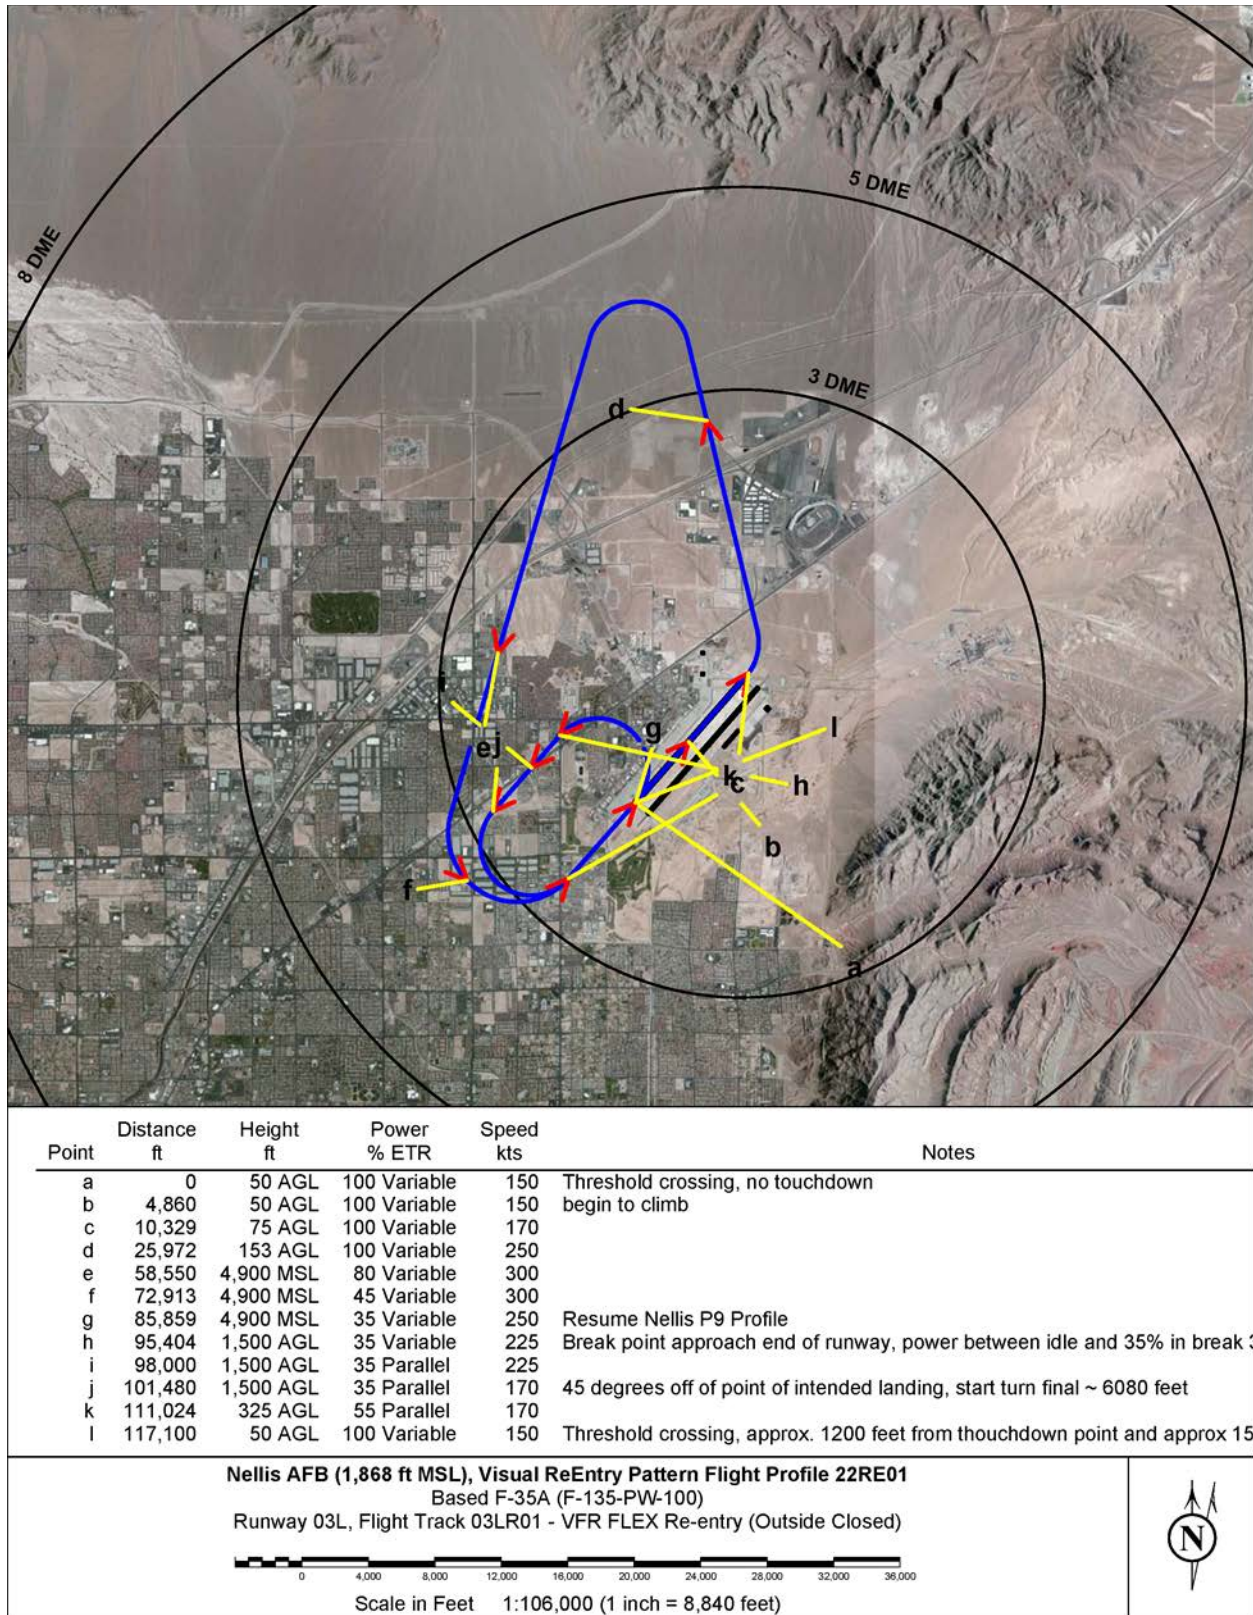 8 DME
5 DME
3 DME
d
i
g
l
e j
k
c
h
b
f
a
Distance Height Power Speed
Point ft ft % ETR kts Notes
a 0 50 AGL 100 Variable 150 Threshold crossing, no touchdown
b 4,860 50 AGL 100 Variable 150 begin to climb
c 10,329 75 AGL 100 Variable 170
d 25,972 153 AGL 100 Variable 250
e 58,550 4,900 MSL 80 Variable 300
f 72,913 4,900 MSL 45 Variable 300
g 85,859 4,900 MSL 35 Variable 250 Resume Nellis P9 Profile
h 95,404 1,500 AGL 35 Variable 225 Break point approach end of runway, power between idle and 35% in break
i 98,000 1,500 AGL 35 Parallel 225
j 101,480 1,500 AGL 35 Parallel 170 45 degrees off of point of intended landing, start turn final ~ 6080 feet
k 111,024 325 AGL 55 Parallel 170
l 117,100 50 AGL 100 Variable 150 Threshold crossing, approx. 1200 feet from thouchdown point and approx 15
Nellis AFB (1,868 ft MSL), Visual ReEntry Pattern Flight Profile 22RE01
Based F-35A (F-135-PW-100)
Runway 03L, Flight Track 03LR01 - VFR FLEX Re-entry (Outside Closed)
0 4,000 8,000 12,000 16,000 20,000 24,000 28,000 32,000 36,000
Scale in Feet 1:106,000 (1 inch = 8,840 feet)
N